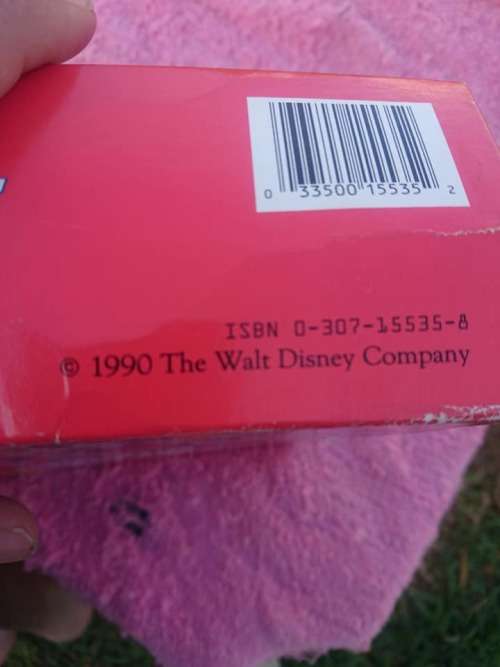 0 33500 15535 2
ISBN 0-307-15535-8
© 1990 The Walt Disney Company